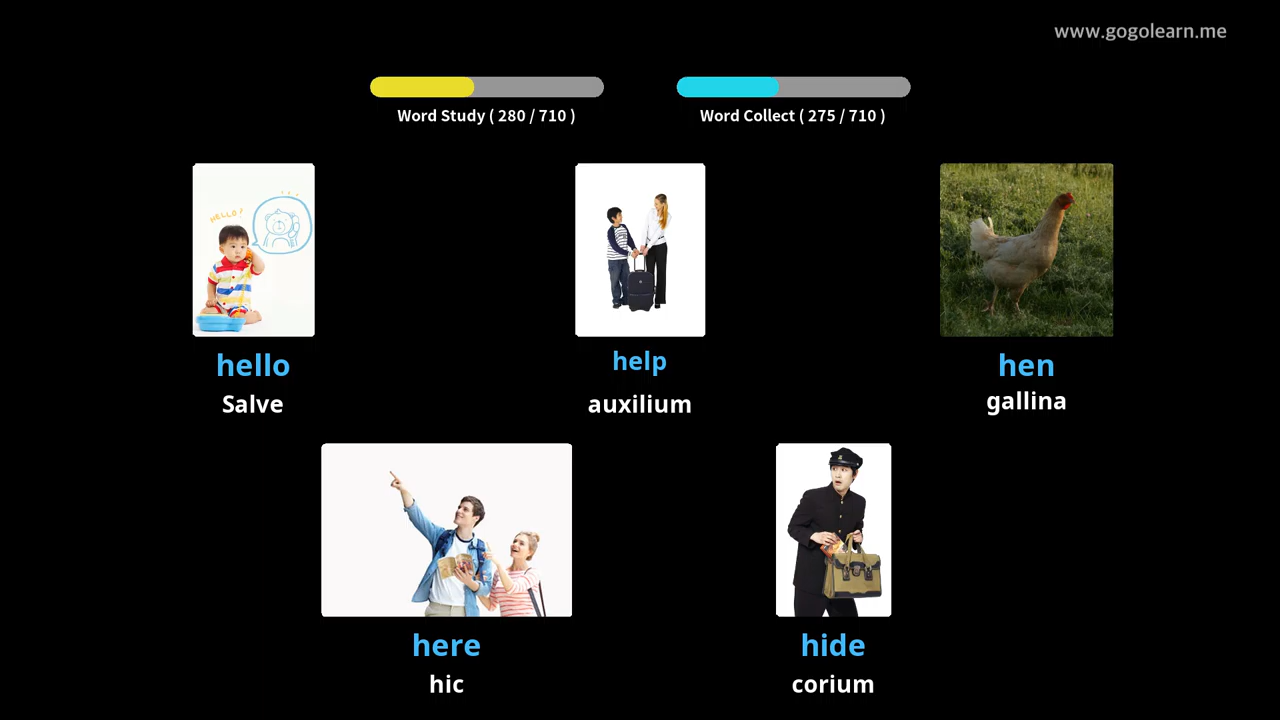 www.gogolearn.me
Word Study ( 280 / 710 )
Word Collect ( 275 / 710 )
HELLO?
hello
Salve
help
auxilium
hen
gallina
here
hic
hide
corium